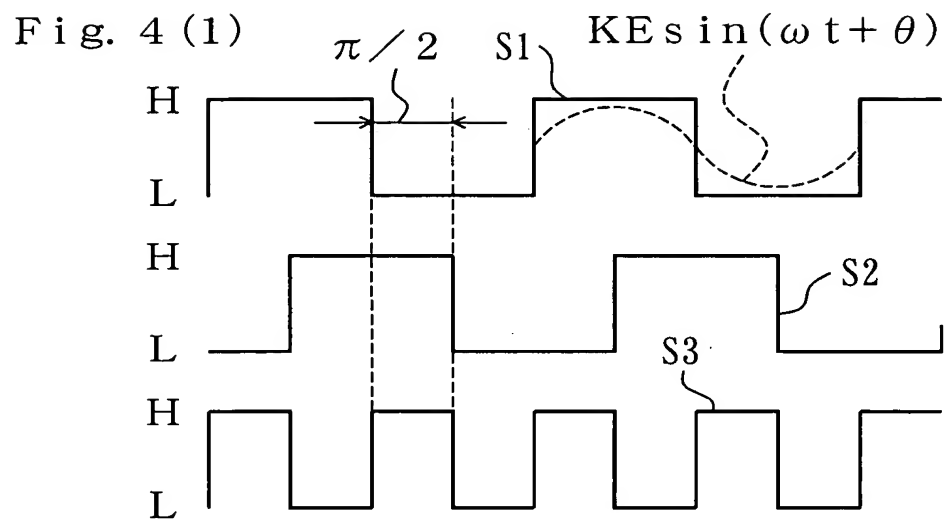 Fig. 4 (1)
π／2
S1
KEsin(ωt+θ)
H
L
H
S2
L
S3
H
L